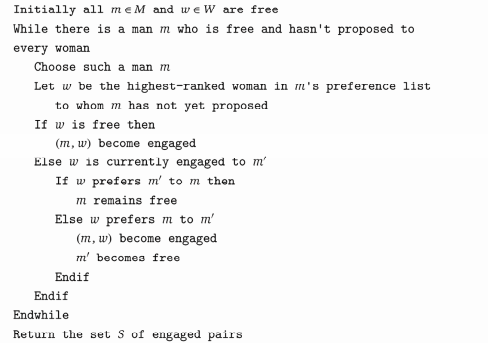 Initially all m ∈ M and w ∈ W are free
While there is a man m who is free and hasn't proposed to
every woman
Choose such a man m
Let w be the highest-ranked woman in m's preference list
to whom m has not yet proposed
If w is free then
(m, w) become engaged
Else w is currently engaged to m′
If w prefers m′ to m then
m remains free
Else w prefers m to m′
(m, w) become engaged
m′ becomes free
Endif
Endif
Endwhile
Return the set S of engaged pairs